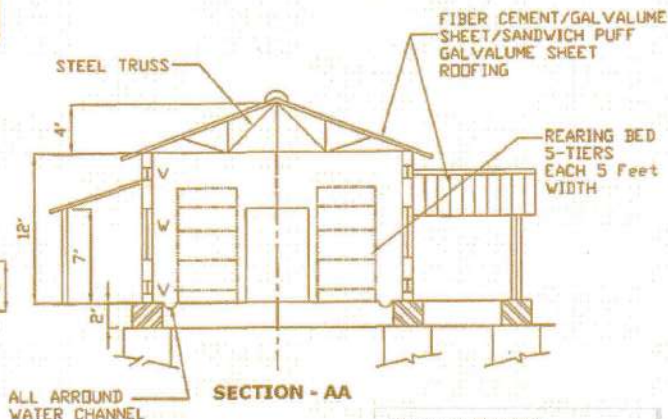 FIBER CEMENT/GALVALUME
SHEET/SANDWICH PUFF
GALVALUME SHEET
ROOFING
STEEL TRUSS
4'
REARING BED
5-TIERS
EACH 5 Feet
WIDTH
V
W
V
12'
7'
2'
ALL ARROUND
WATER CHANNEL
SECTION - AA